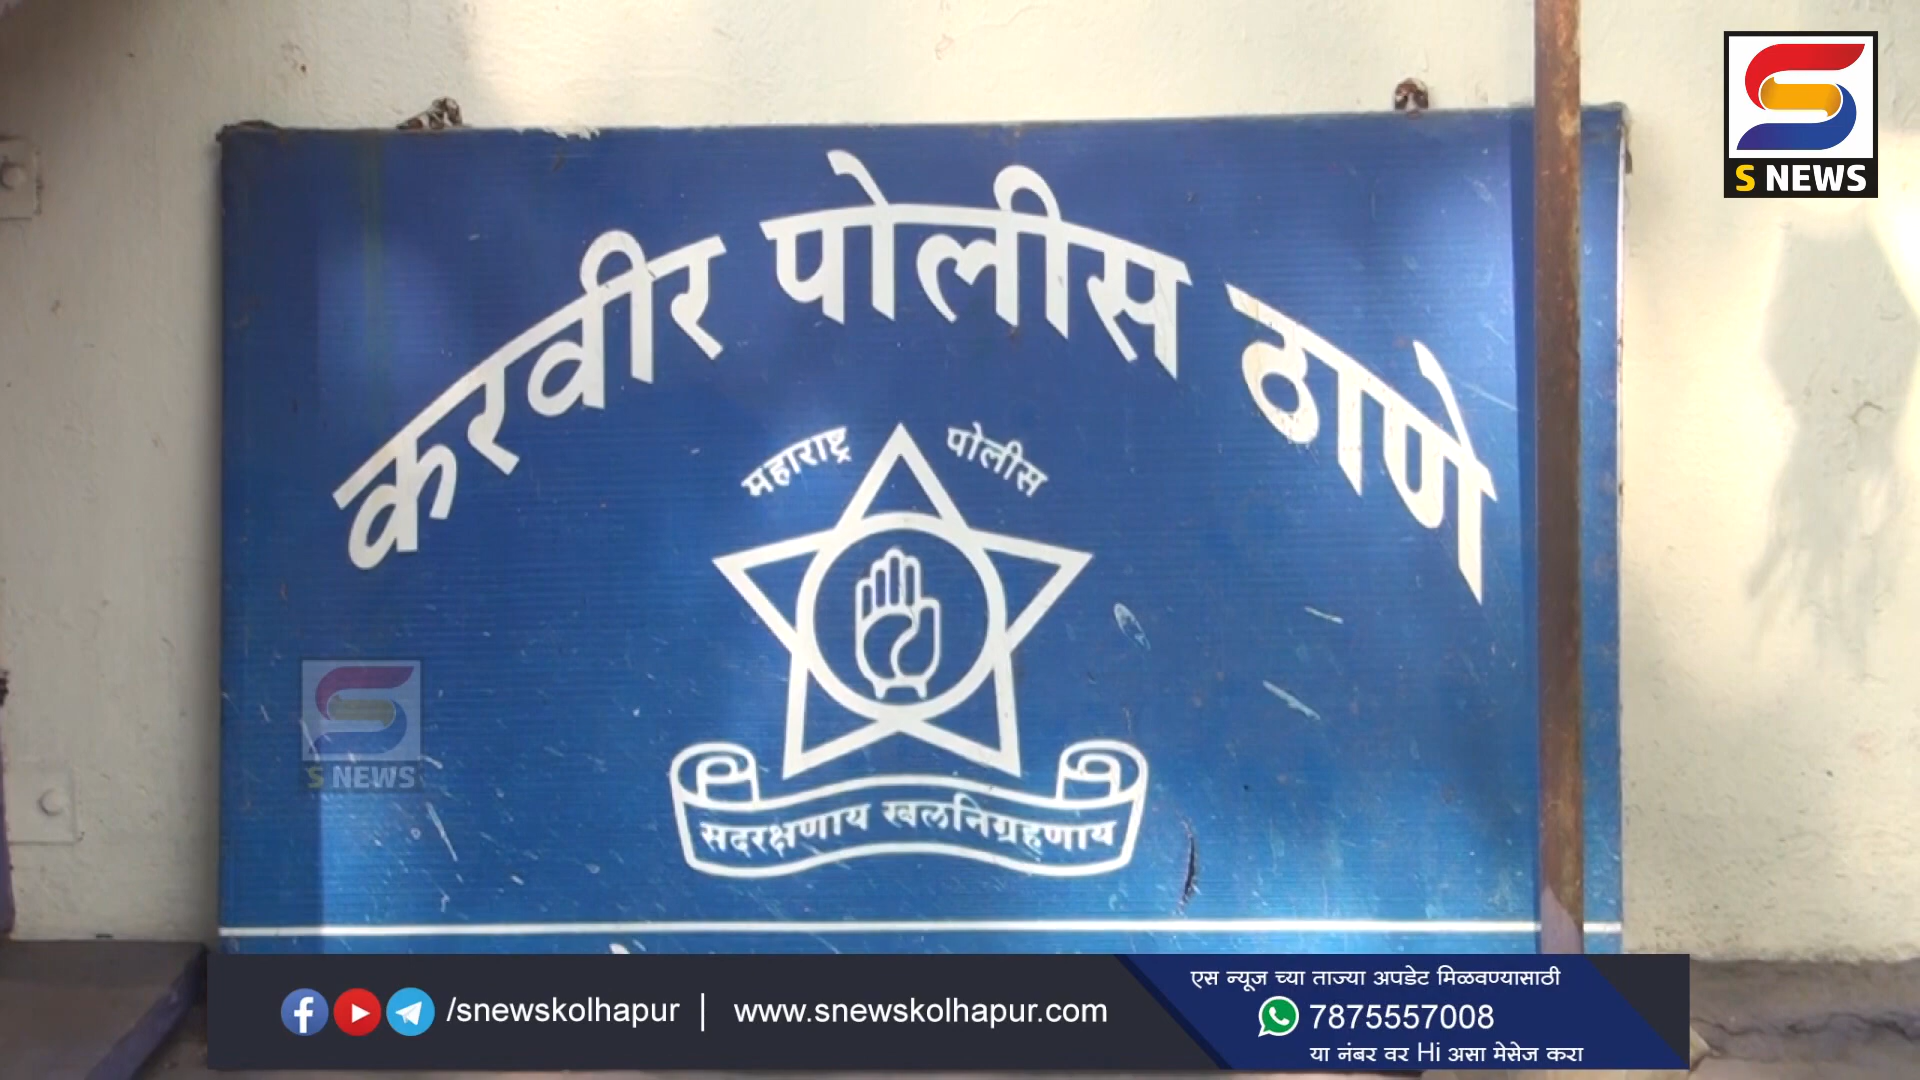 S NEWS
करवीर पोलीस ठाणे
महाराष्ट्र पोलीस
S NEWS
सदरक्षणाय खलनिग्रहणाय
/snewskolhapur | www.snewskolhapur.com
एस न्यूज च्या ताज्या अपडेट मिळवण्यासाठी
7875557008
या नंबर वर Hi असा मेसेज करा